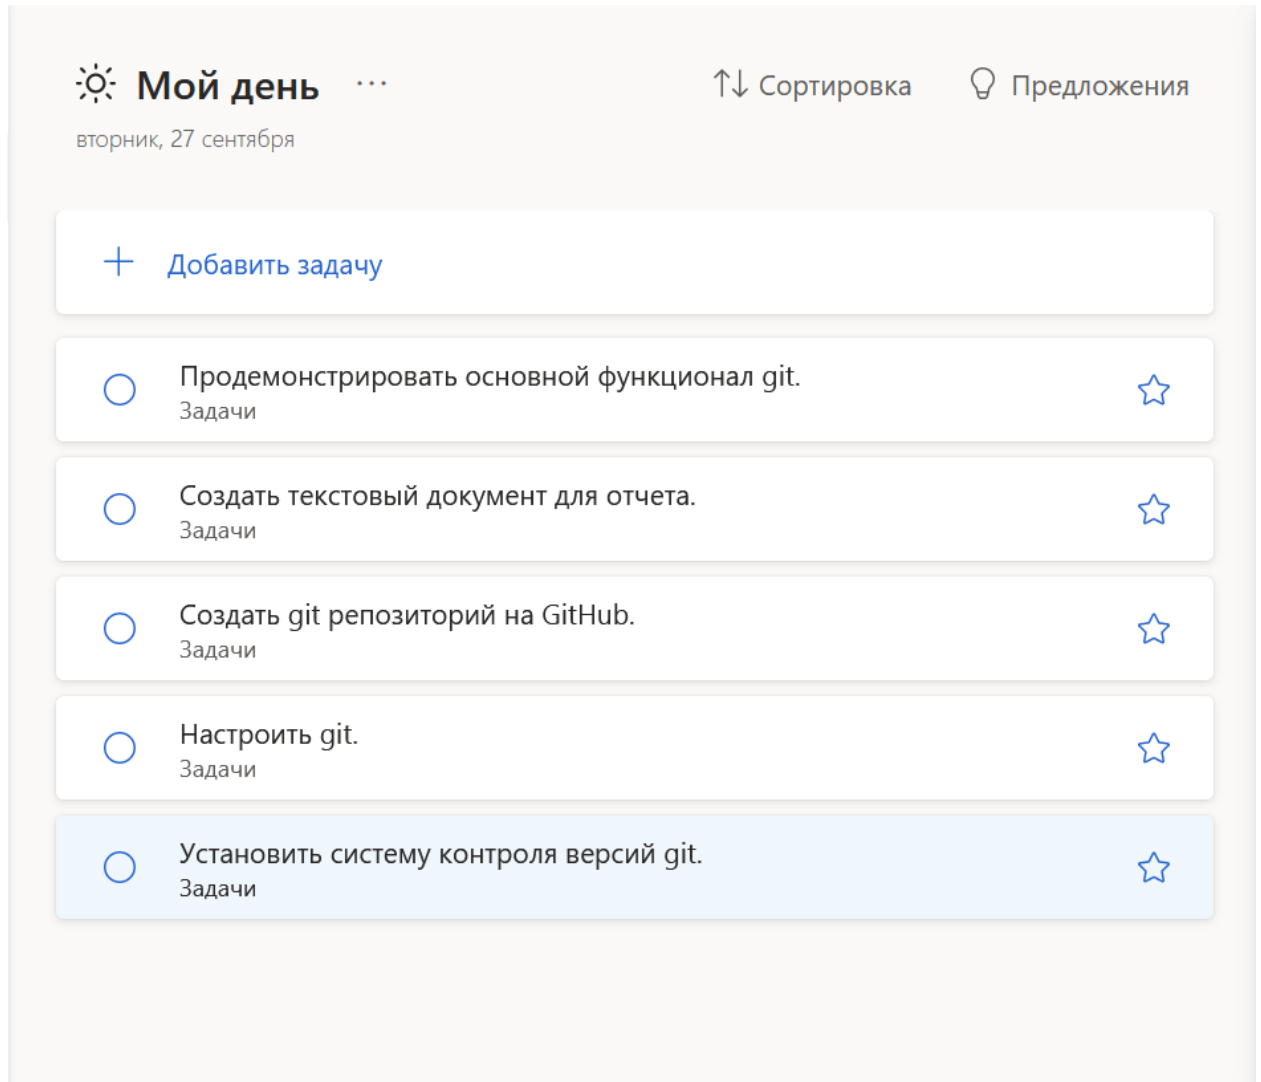 Мой день ...
Сортировка
Предложения
вторник, 27 сентября
Добавить задачу
Продемонстрировать основной функционал git.
Задачи
Создать текстовый документ для отчета.
Задачи
Создать git репозиторий на GitHub.
Задачи
Настроить git.
Задачи
Установить систему контроля версий git.
Задачи